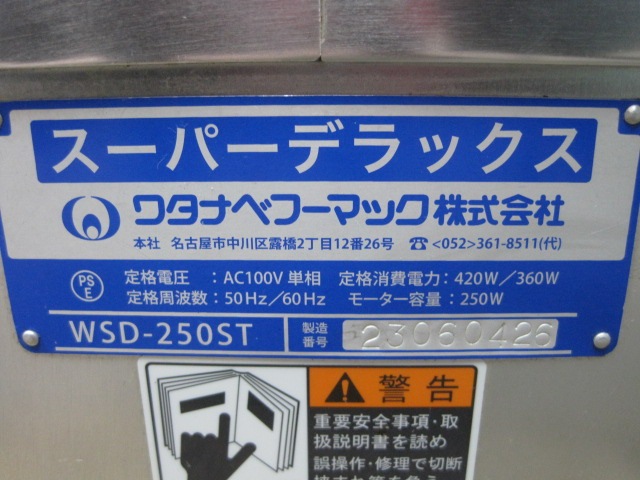 スーパーデラックス
ワタナベフーマック株式会社
本社 名古屋市中川区露橋2丁目12番26号 ☎<052>361-8511(代)
PS
E
定格電圧 : AC100V 単相 定格消費電力 : 420W/360W
定格周波数 : 50Hz/60Hz モーター容量 : 250W
WSD-250ST 製造番号 23060426
警告
重要安全事項・取
扱説明書を読め
誤操作・修理で切断